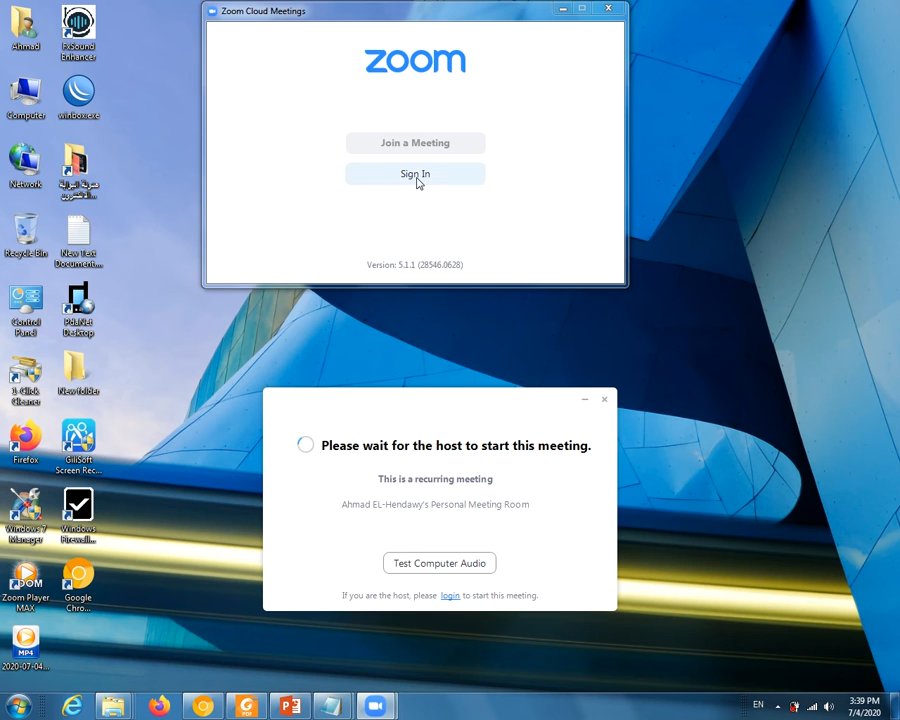 Zoom Cloud Meetings
zoom
Join a Meeting
Sign In
Version: 5.1.1 (28546.0628)
Ahmad
FxSound
Enhancer
Computer
winbox.exe
Network
Recycle Bin
New Text
Document....
Control
Panel
PdaNet
Desktop
1-Click
Cleaner
New folder
Firefox
GiliSoft
Screen Rec...
Windows 7
Manager
Windows
Firewall...
Zoom Player
MAX
Google
Chro...
MP4
2020-07-04...
Please wait for the host to start this meeting.
This is a recurring meeting
Ahmad EL-Hendawy's Personal Meeting Room
Test Computer Audio
If you are the host, please login to start this meeting.
PDF
EN
3:39 PM
7/4/2020